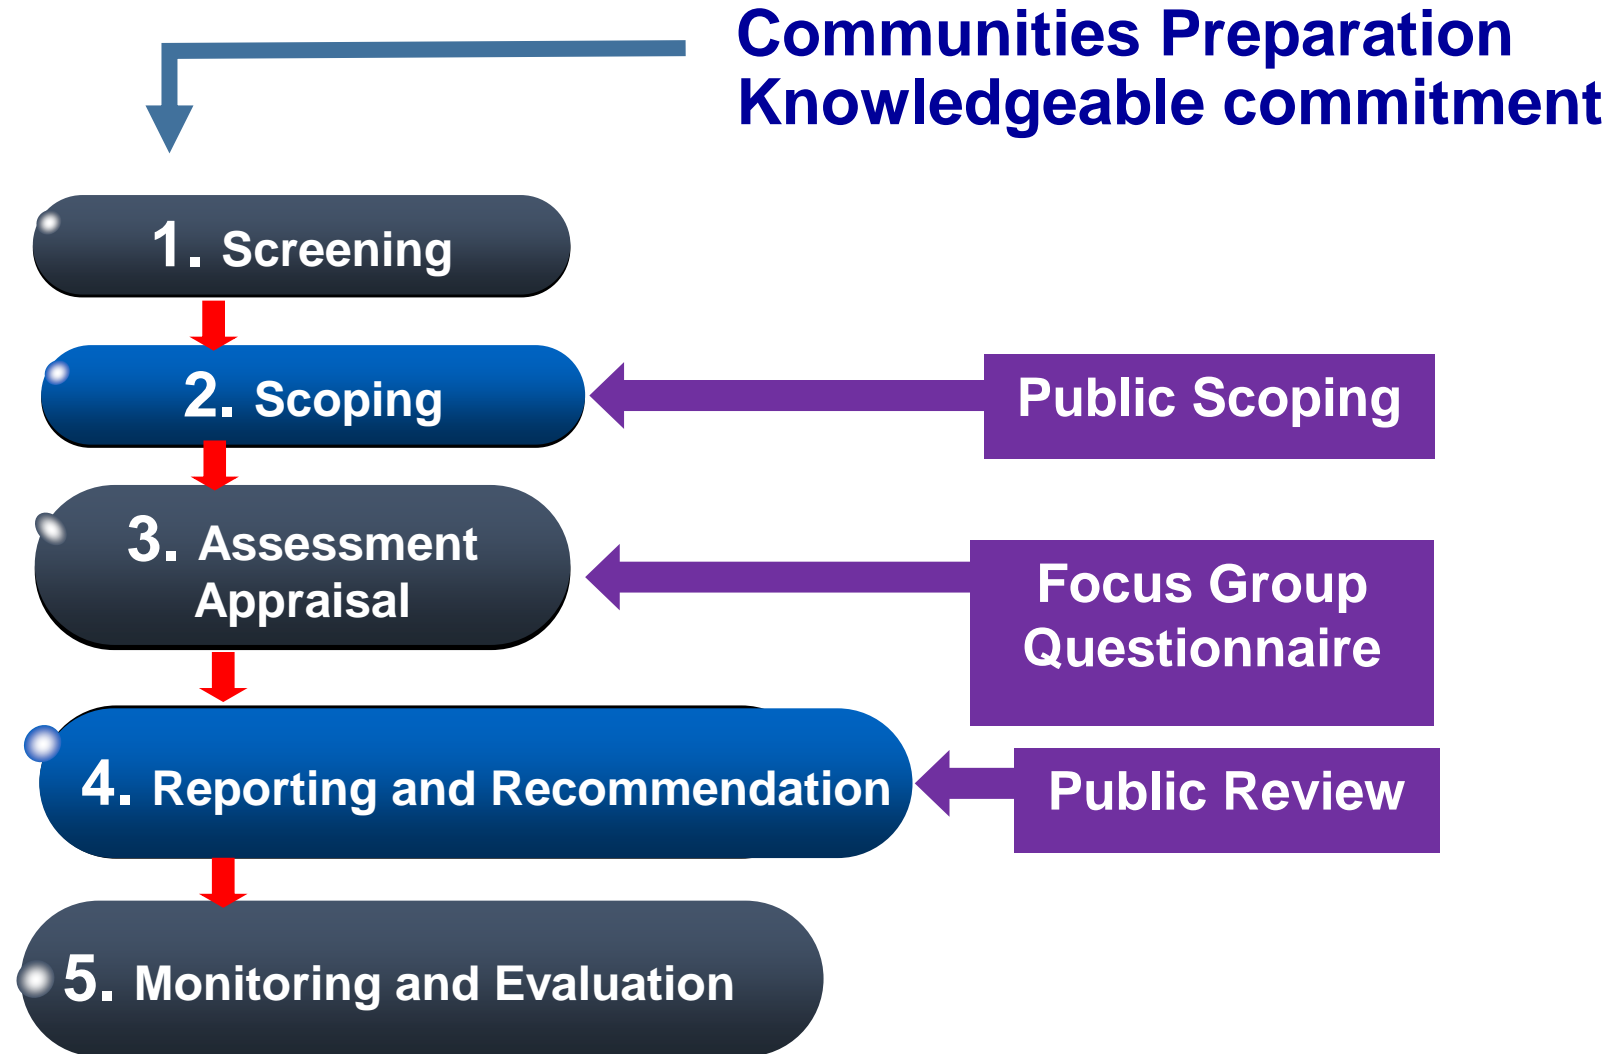 Communities Preparation
Knowledgeable commitment
1. Screening
2. Scoping
Public Scoping
3. Assessment
Appraisal
Focus Group
Questionnaire
4. Reporting and Recommendation
Public Review
5. Monitoring and Evaluation